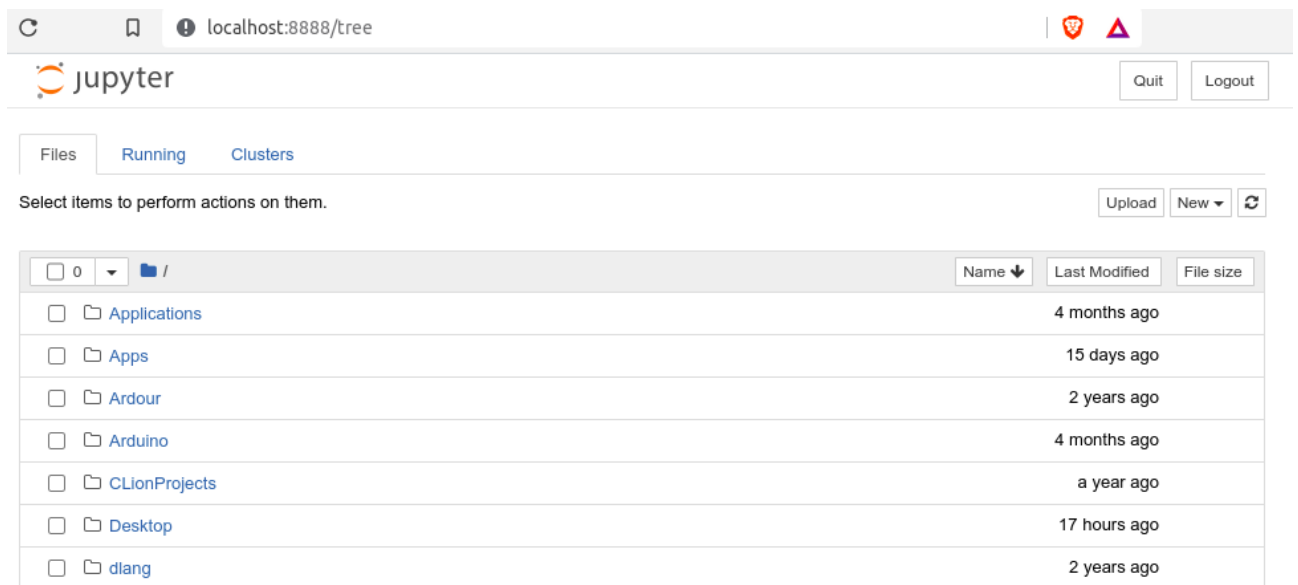 localhost:8888/tree
jupyter
Quit Logout
Files Running Clusters
Select items to perform actions on them.
Upload New
0 / Name Last Modified File size
Applications 4 months ago
Apps 15 days ago
Ardour 2 years ago
Arduino 4 months ago
CLionProjects a year ago
Desktop 17 hours ago
dlang 2 years ago